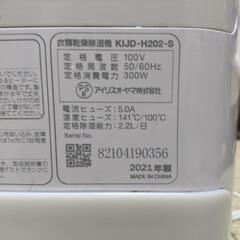 衣類乾燥除湿機 KIJD-H202-S
定格電圧 100V
定格周波数 50/60Hz
定格消費電力 300W
PS
E
アイリスオーヤマ株式会社
電流ヒューズ：5.0A
温度ヒューズ：141℃/100℃
定格除湿能力：2.2L/日
Serial No.
82104190356
2021年製
MADE IN CHINA